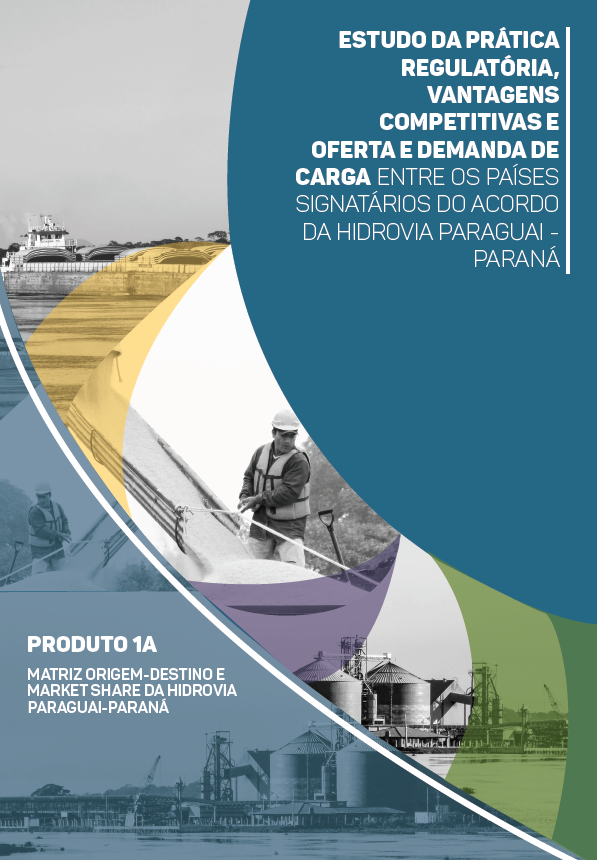 ESTUDO DA PRÁTICA
REGULATÓRIA,
VANTAGENS
COMPETITIVAS E
OFERTA E DEMANDA DE
CARGA ENTRE OS PAÍSES
SIGNATÁRIOS DO ACORDO
DA HIDROVIA PARAGUAI -
PARANÁ
PRODUTO 1A
MATRIZ ORIGEM-DESTINO E
MARKET SHARE DA HIDROVIA
PARAGUAI-PARANÁ